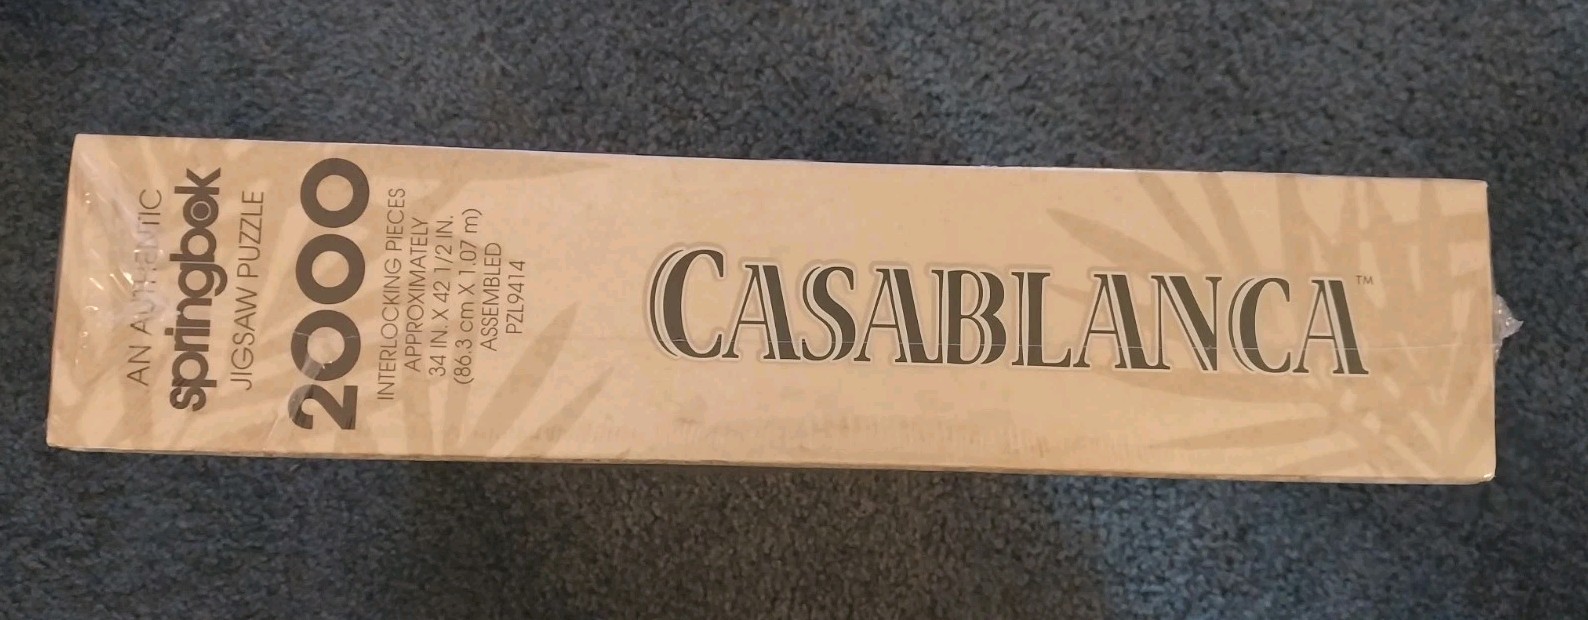 AN AUTHENTIC
springbok
JIGSAW PUZZLE
2000
INTERLOCKING PIECES
APPROXIMATELY
34 IN. X 42 1/2 IN.
(86.3 cm X 1.07 m)
ASSEMBLED
PZL9414
CASABLANCA™